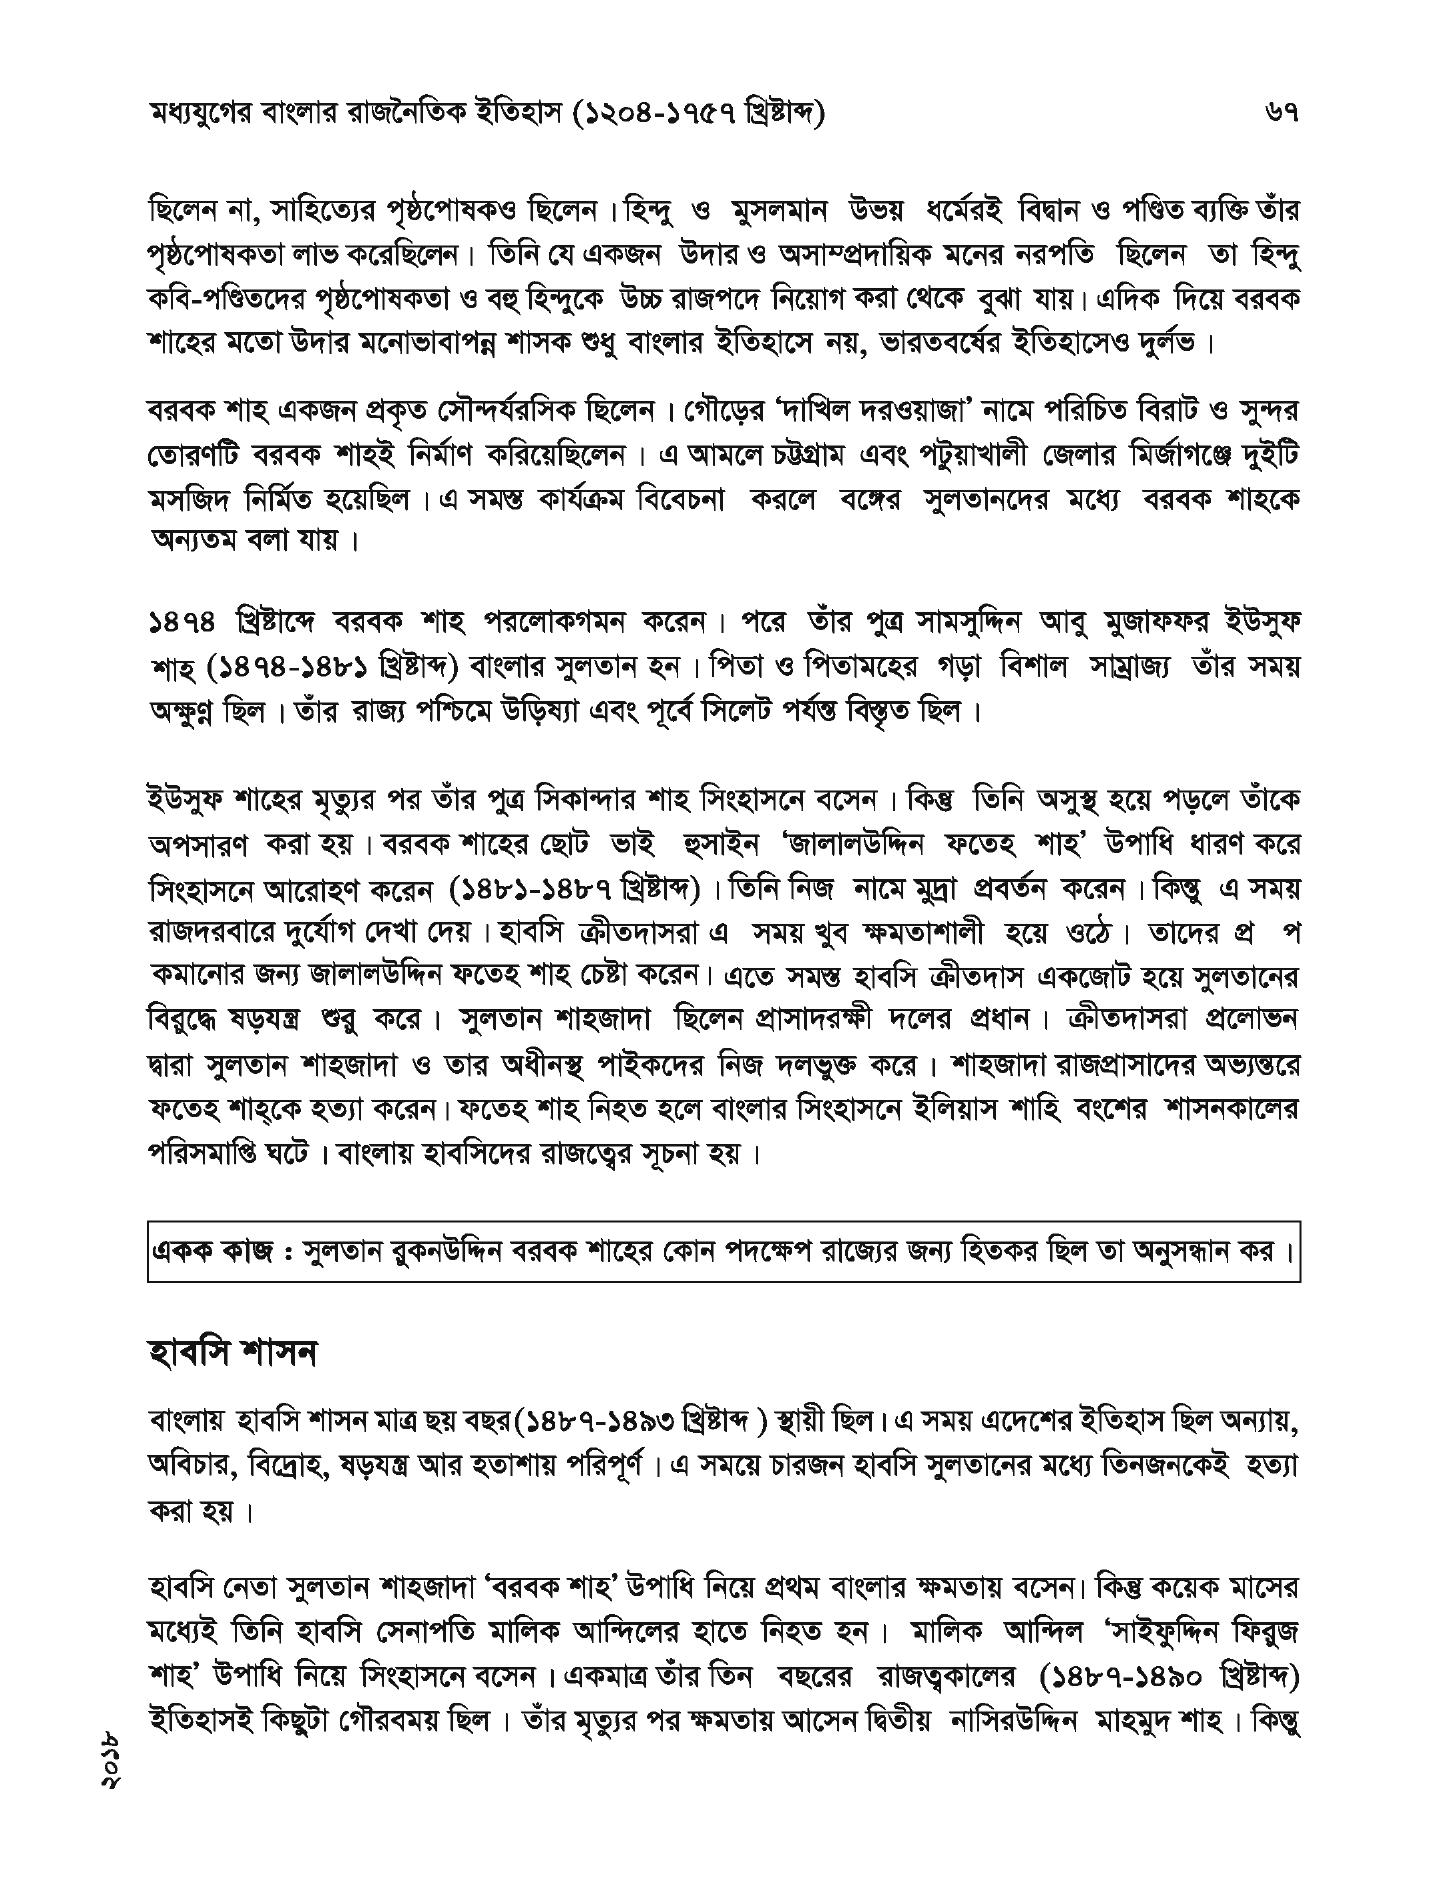 মধ্যযুগের বাংলার রাজনৈতিক ইতিহাস (১২০৪-১৭৫৭ খ্রিষ্টাব্দ) ৬৭
ছিলেন না, সাহিত্যের পৃষ্ঠপোষকও ছিলেন । হিন্দু ও মুসলমান উভয় ধর্মেরই বিদ্বান ও পণ্ডিত ব্যক্তি তাঁর
পৃষ্ঠপোষকতা লাভ করেছিলেন। তিনি যে একজন উদার ও অসাম্প্রদায়িক মনের নরপতি ছিলেন তা হিন্দু
কবি-পণ্ডিতদের পৃষ্ঠপোষকতা ও বহু হিন্দুকে উচ্চ রাজপদে নিয়োগ করা থেকে বুঝা যায়। এদিক দিয়ে বরবক
শাহের মতো উদার মনোভাবাপন্ন শাসক শুধু বাংলার ইতিহাসে নয়, ভারতবর্ষের ইতিহাসেও দুর্লভ ।
বরবক শাহ একজন প্রকৃত সৌন্দর্যরসিক ছিলেন । গৌড়ের ‘দাখিল দরওয়াজা’ নামে পরিচিত বিরাট ও সুন্দর
তোরণটি বরবক শাহই নির্মাণ করিয়েছিলেন । এ আমলে চট্টগ্রাম এবং পটুয়াখালী জেলার মির্জাগঞ্জে দুইটি
মসজিদ নির্মিত হয়েছিল । এ সমস্ত কার্যক্রম বিবেচনা করলে বঙ্গের সুলতানদের মধ্যে বরবক শাহকে
অন্যতম বলা যায় ।
১৪৭৪ খ্রিষ্টাব্দে বরবক শাহ পরলোকগমন করেন । পরে তাঁর পুত্র সামসুদ্দিন আবু মুজাফফর ইউসুফ
শাহ (১৪৭৪-১৪৮১ খ্রিষ্টাব্দ) বাংলার সুলতান হন । পিতা ও পিতামহের গড়া বিশাল সাম্রাজ্য তাঁর সময়
অক্ষুণ্ণ ছিল । তাঁর রাজ্য পশ্চিমে উড়িষ্যা এবং পূর্বে সিলেট পর্যন্ত বিস্তৃত ছিল ।
ইউসুফ শাহের মৃত্যুর পর তাঁর পুত্র সিকান্দার শাহ সিংহাসনে বসেন । কিন্তু তিনি অসুস্থ হয়ে পড়লে তাঁকে
অপসারণ করা হয় । বরবক শাহের ছোট ভাই হুসাইন ‘জালালউদ্দিন ফতেহ শাহ’ উপাধি ধারণ করে
সিংহাসনে আরোহণ করেন (১৪৮১-১৪৮৭ খ্রিষ্টাব্দ) । তিনি নিজ নামে মুদ্রা প্রবর্তন করেন । কিন্তু এ সময়
রাজদরবারে দুর্যোগ দেখা দেয় । হাবসি ক্রীতদাসরা এ সময় খুব ক্ষমতাশালী হয়ে ওঠে । তাদের প্র প
কমানোর জন্য জালালউদ্দিন ফতেহ শাহ চেষ্টা করেন। এতে সমস্ত হাবসি ক্রীতদাস একজোট হয়ে সুলতানের
বিরুদ্ধে ষড়যন্ত্র শুরু করে । সুলতান শাহজাদা ছিলেন প্রাসাদরক্ষী দলের প্রধান । ক্রীতদাসরা প্রলোভন
দ্বারা সুলতান শাহজাদা ও তার অধীনস্থ পাইকদের নিজ দলভুক্ত করে । শাহজাদা রাজপ্রাসাদের অভ্যন্তরে
ফতেহ শাহ্‌কে হত্যা করেন। ফতেহ শাহ নিহত হলে বাংলার সিংহাসনে ইলিয়াস শাহি বংশের শাসনকালের
পরিসমাপ্তি ঘটে । বাংলায় হাবসিদের রাজত্বের সূচনা হয় ।
একক কাজ : সুলতান রুকনউদ্দিন বরবক শাহের কোন পদক্ষেপ রাজ্যের জন্য হিতকর ছিল তা অনুসন্ধান কর ।
হাবসি শাসন
বাংলায় হাবসি শাসন মাত্র ছয় বছর(১৪৮৭-১৪৯৩ খ্রিষ্টাব্দ ) স্থায়ী ছিল। এ সময় এদেশের ইতিহাস ছিল অন্যায়,
অবিচার, বিদ্রোহ, ষড়যন্ত্র আর হতাশায় পরিপূর্ণ । এ সময়ে চারজন হাবসি সুলতানের মধ্যে তিনজনকেই হত্যা
করা হয় ।
হাবসি নেতা সুলতান শাহজাদা ‘বরবক শাহ’ উপাধি নিয়ে প্রথম বাংলার ক্ষমতায় বসেন। কিন্তু কয়েক মাসের
মধ্যেই তিনি হাবসি সেনাপতি মালিক আন্দিলের হাতে নিহত হন । মালিক আন্দিল ‘সাইফুদ্দিন ফিরুজ
শাহ’ উপাধি নিয়ে সিংহাসনে বসেন । একমাত্র তাঁর তিন বছরের রাজত্বকালের (১৪৮৭-১৪৯০ খ্রিষ্টাব্দ)
ইতিহাসই কিছুটা গৌরবময় ছিল । তাঁর মৃত্যুর পর ক্ষমতায় আসেন দ্বিতীয় নাসিরউদ্দিন মাহমুদ শাহ । কিন্তু
২০১৮